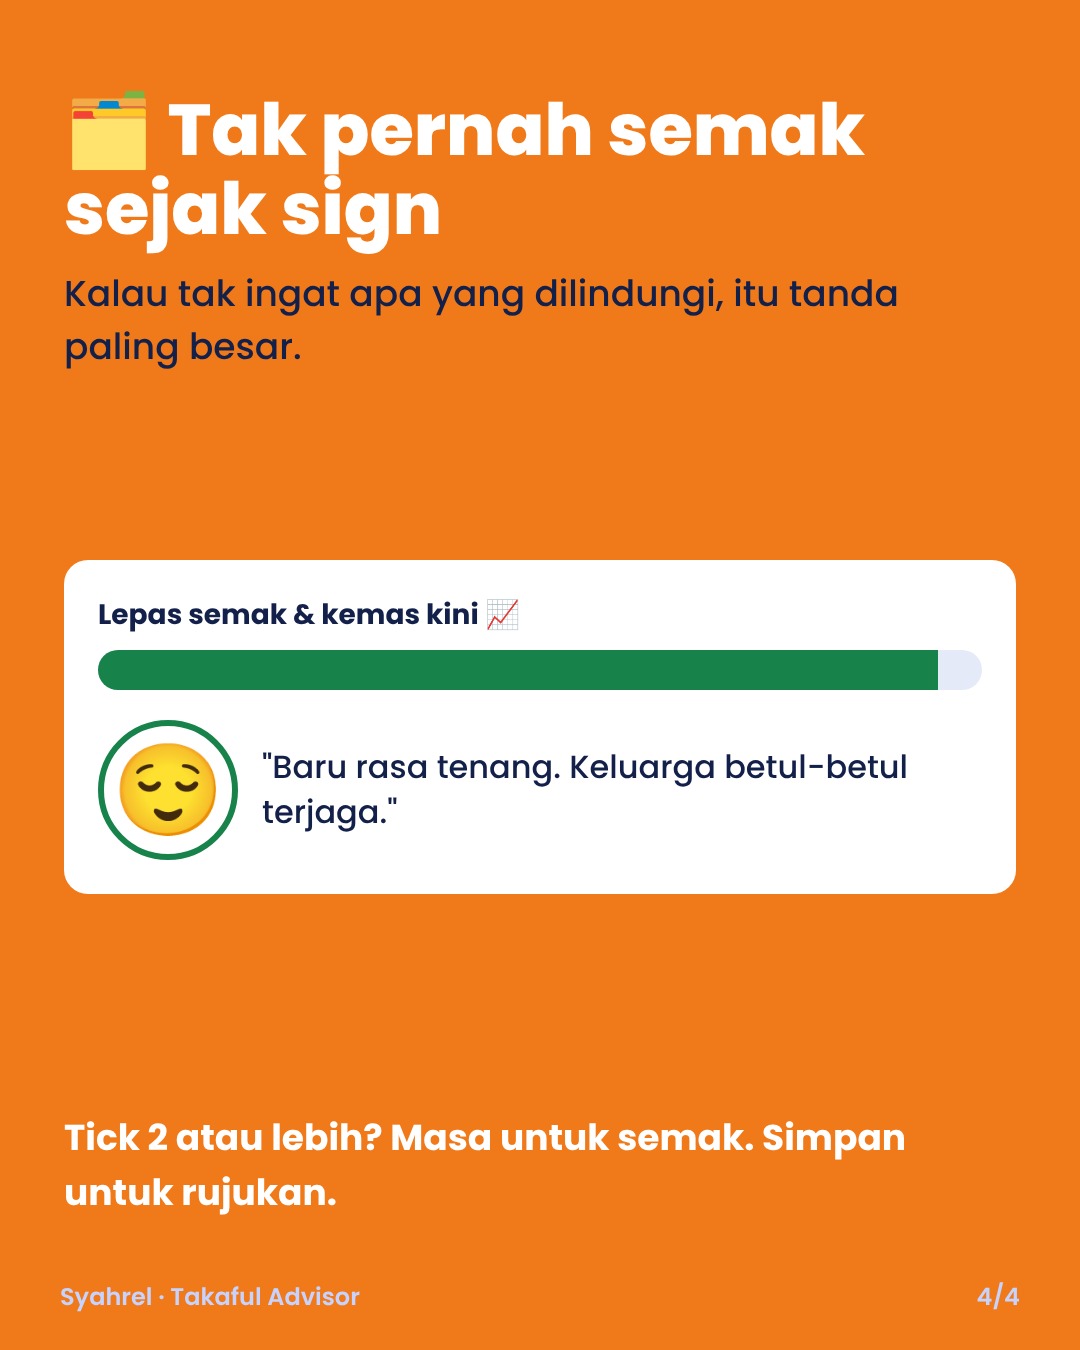 🗂️ Tak pernah semak
sejak sign
Kalau tak ingat apa yang dilindungi, itu tanda
paling besar.
Lepas semak & kemas kini 📈
"Baru rasa tenang. Keluarga betul-betul
terjaga."
Tick 2 atau lebih? Masa untuk semak. Simpan
untuk rujukan.
Syahrel · Takaful Advisor
4/4